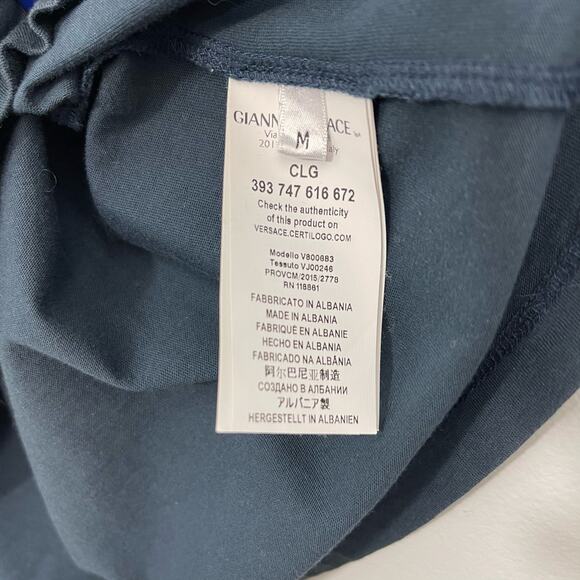 GIANN ACE
M
CLG
393 747 616 672
Check the authenticity
of this product on
VERSACE.CERTILOGO.COM
Modello V800683
Tessuto VJ00246
PROVCM/2015/2778
RN 118861
FABBRICATO IN ALBANIA
MADE IN ALBANIA
FABRIQUÉ EN ALBANIE
HECHO EN ALBANIA
FABRICADO NA ALBÂNIA
阿尔巴尼亚制造
СОЗДАНО В АЛБАНИИ
アルバニア製
HERGESTELLT IN ALBANIEN